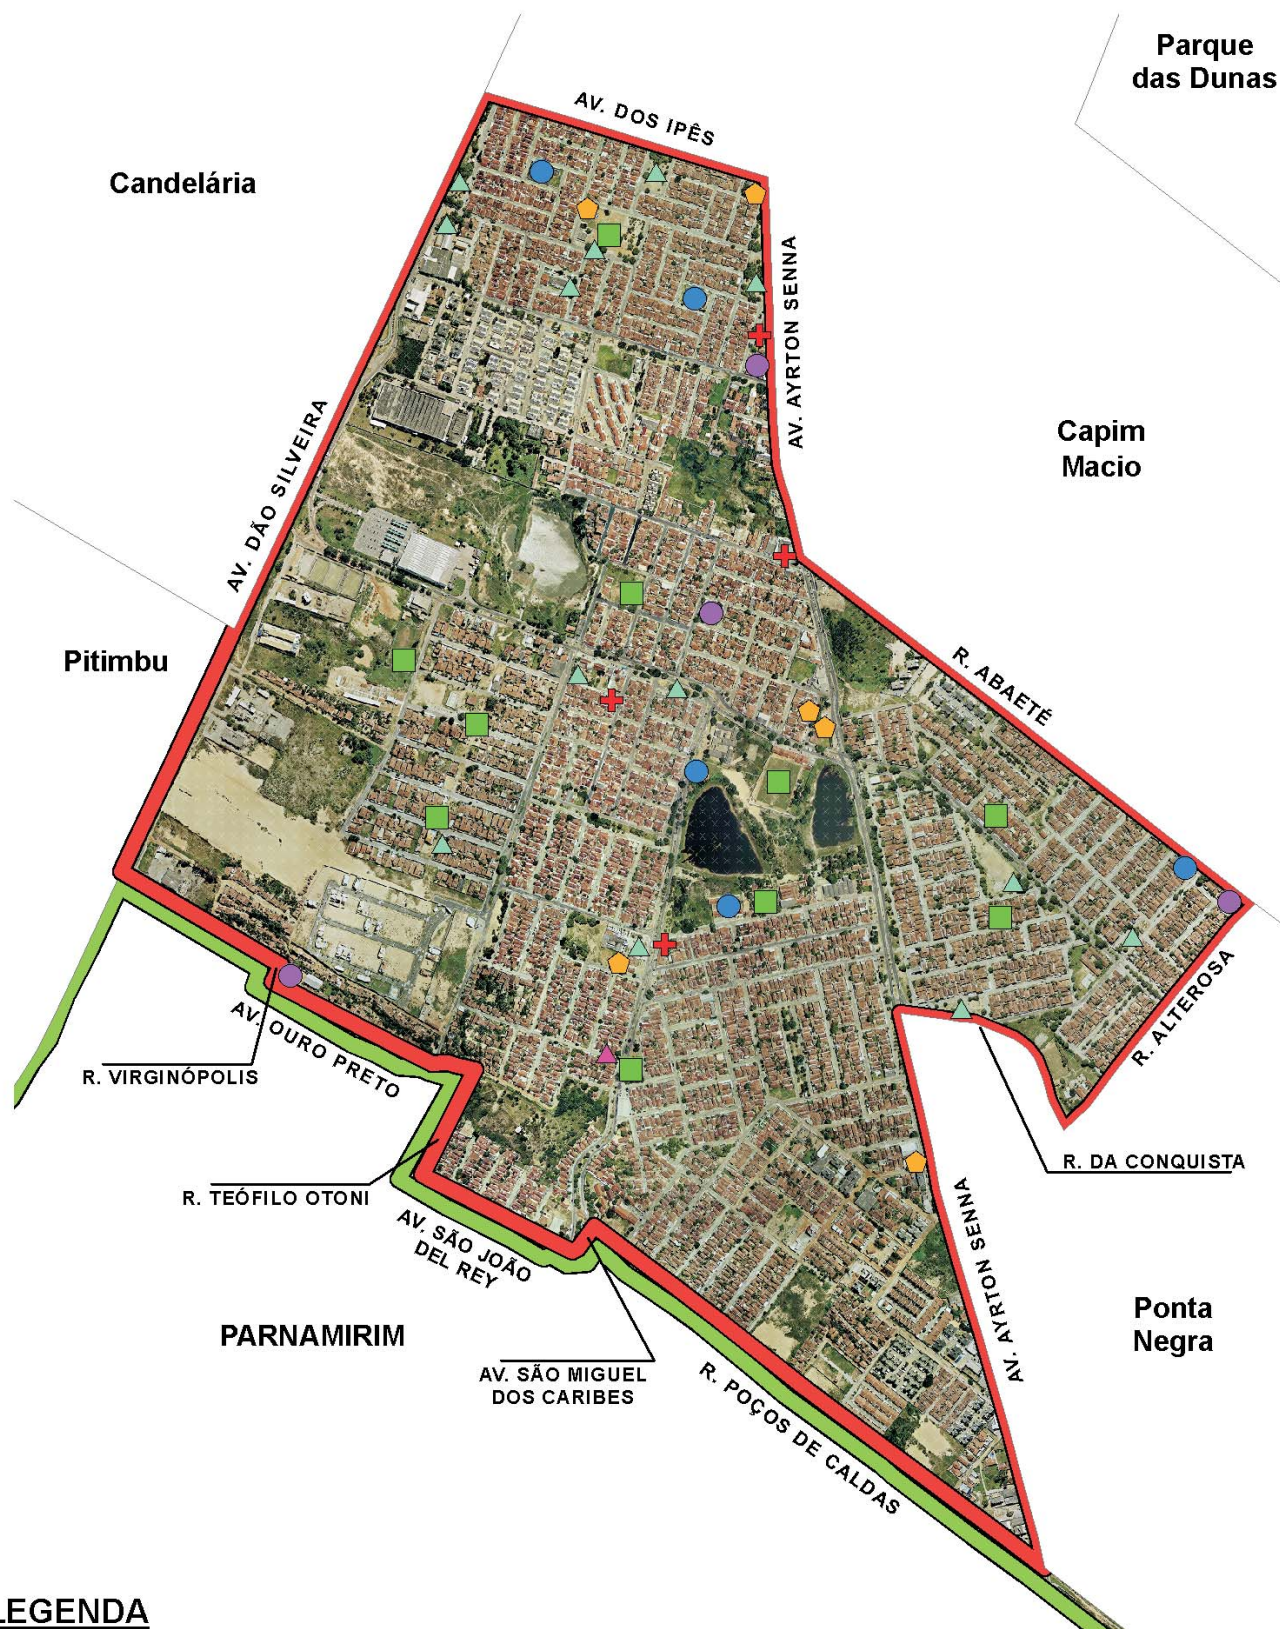 Parque
das Dunas
AV. DOS IPÊS
Candelária
AV. AYRTON SENNA
Capim
Macio
AV. DÃO SILVEIRA
Pitimbu
R. ABAETÉ
R. ALTEROSA
R. VIRGINÓPOLIS
AV. OURO PRETO
R. DA CONQUISTA
R. TEÓFILO OTONI
AV. SÃO JOÃO
DEL REY
AV. AYRTON SENNA
PARNAMIRIM
Ponta
Negra
AV. SÃO MIGUEL
DOS CARIBES
R. POÇOS DE CALDAS
LEGENDA